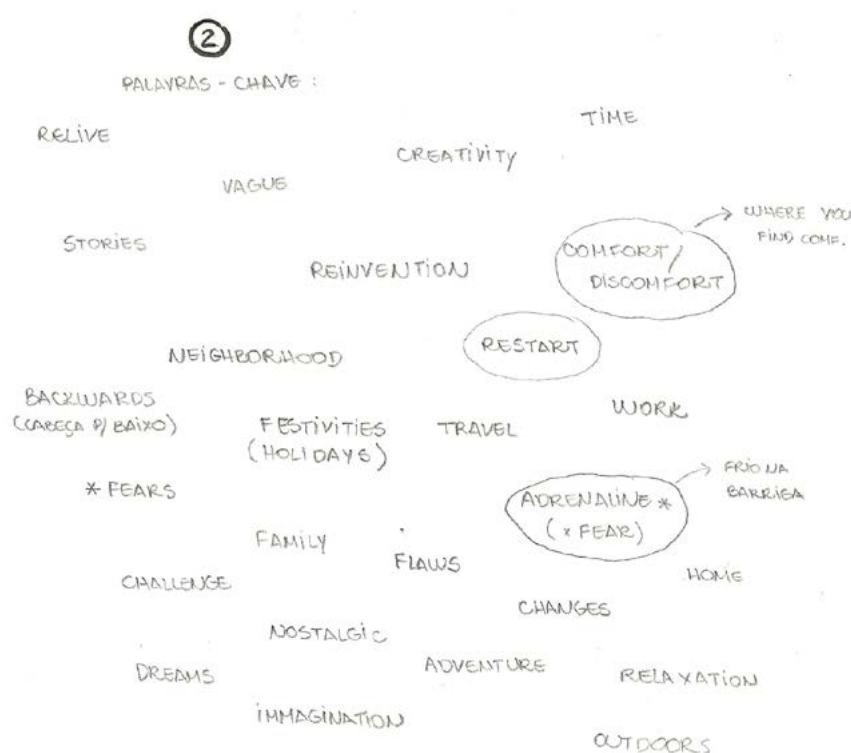 2
PALAVRAS - CHAVE :
TIME
RELIVE
CREATIVITY
VAGUE
WHERE YOU
FIND COMF.
STORIES
COMFORT/
DISCOMFORT
REINVENTION
RESTART
NEIGHBORHOOD
BACKWARDS
(CABEÇA P/ BAIXO)
WORK
FESTIVITIES
(HOLIDAYS)
TRAVEL
* FEARS
FRIO NA
BARRIGA
ADRENALINE *
(x FEAR)
FAMILY
FLAWS
HOME
CHALLENGE
CHANGES
NOSTALGIC
ADVENTURE
DREAMS
RELAXATION
IMMAGINATION
OUTDOORS